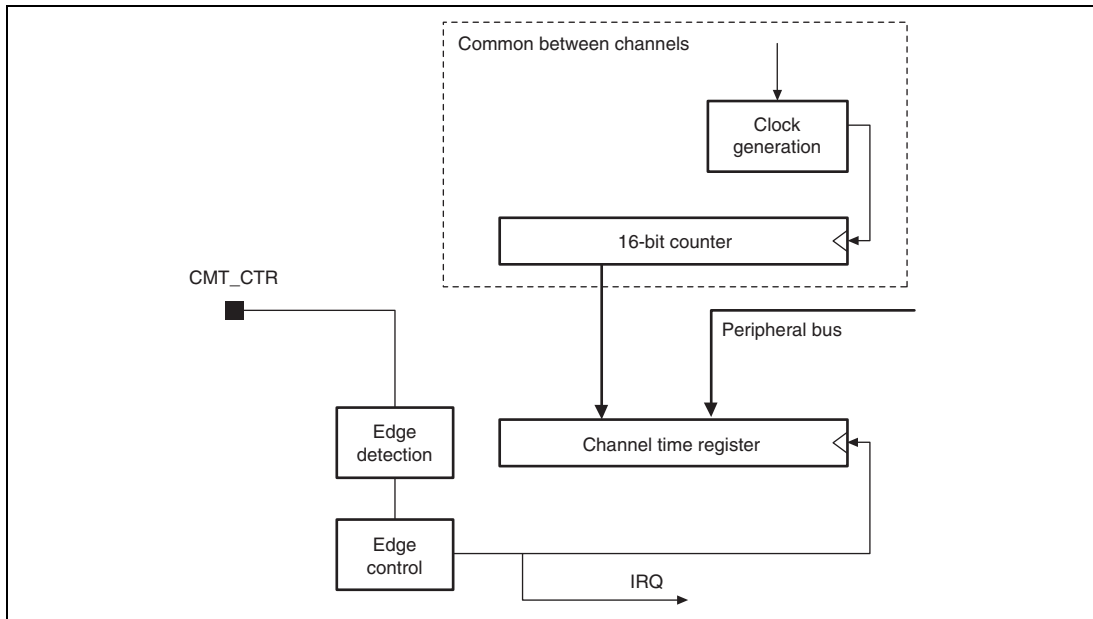 Common between channels
Clock
generation
16-bit counter
CMT_CTR
Peripheral bus
Edge
detection
Channel time register
Edge
control
IRQ